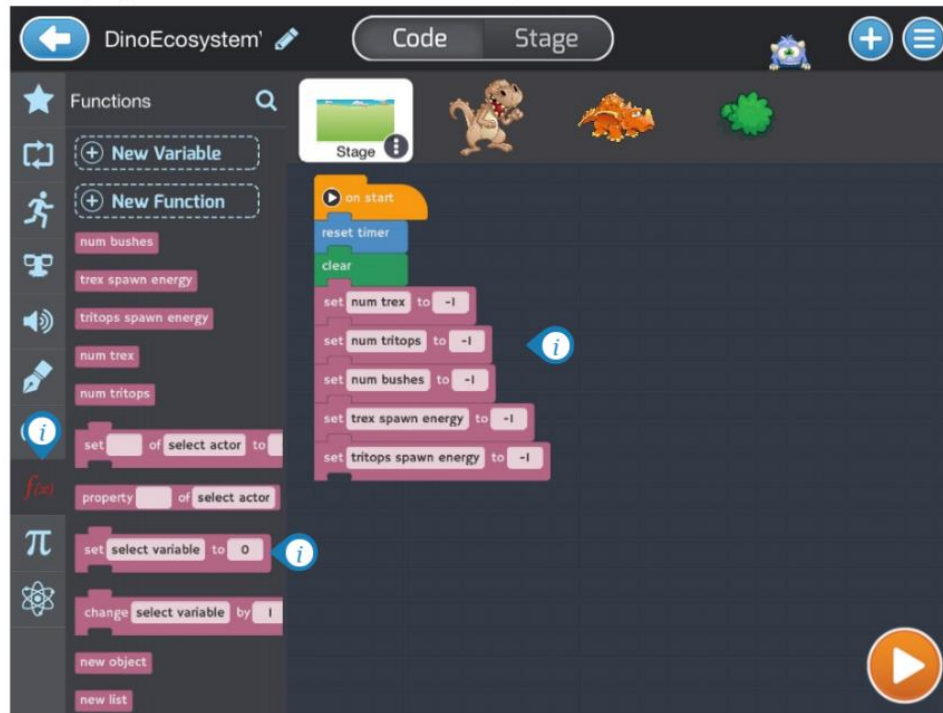 DinoEcosystem'
Code
Stage
Functions
New Variable
New Function
num bushes
trex spawn energy
tritops spawn energy
num trex
num tritops
set of select actor to
property of select actor
set select variable to 0
change select variable by 1
new object
new list
f(x)
π
i
i
i
Stage
on start
reset timer
clear
set num trex to -1
set num tritops to -1
set num bushes to -1
set trex spawn energy to -1
set tritops spawn energy to -1